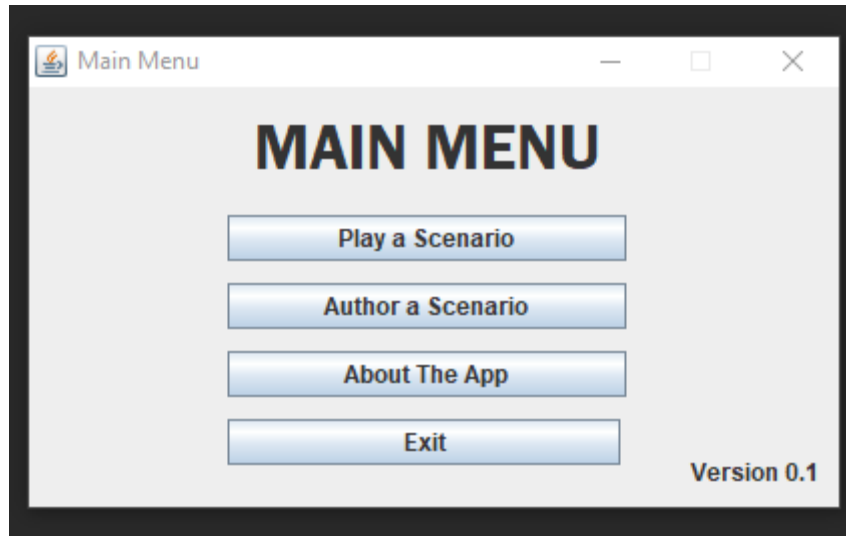 Main Menu
MAIN MENU
Play a Scenario
Author a Scenario
About The App
Exit
Version 0.1